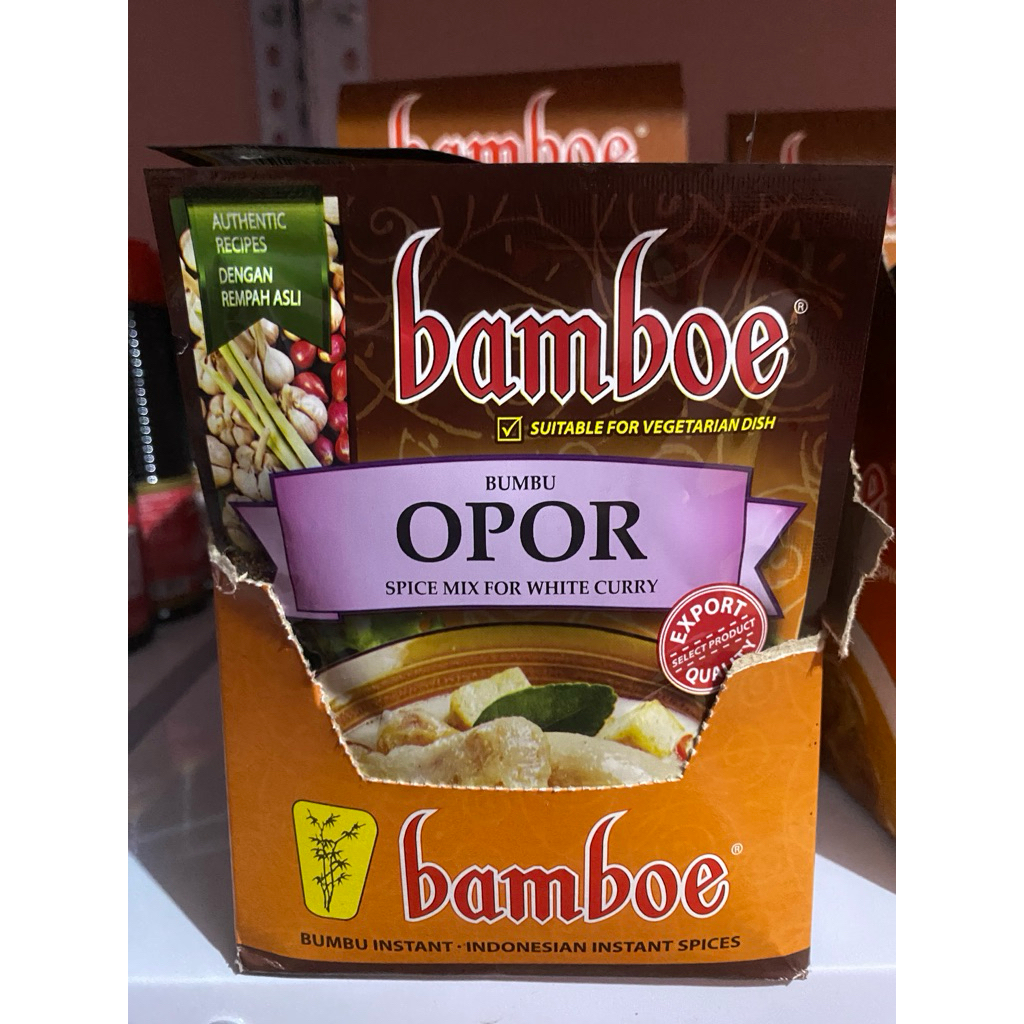 bamboe
AUTHENTIC
RECIPES
DENGAN
REMPAH ASLI
bamboe®
SUITABLE FOR VEGETARIAN DISH
BUMBU
OPOR
SPICE MIX FOR WHITE CURRY
EXPORT
SELECT PRODUCT
QUALITY
bamboe®
BUMBU INSTANT · INDONESIAN INSTANT SPICES